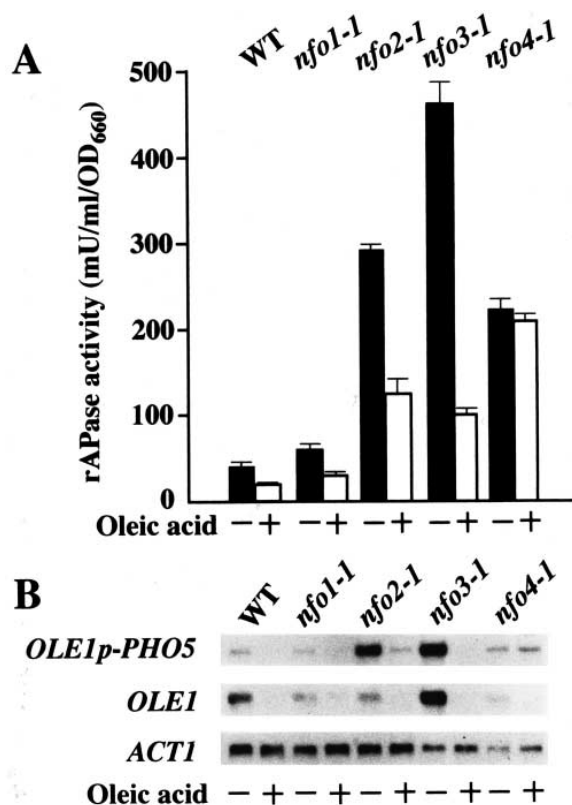 A
WT nfo1-1 nfo2-1 nfo3-1 nfo4-1
rAPase activity (mU/ml/OD660)
500
400
300
200
100
0
Oleic acid − + − + − + − + − +
B
WT nfo1-1 nfo2-1 nfo3-1 nfo4-1
OLE1p-PHO5
OLE1
ACT1
Oleic acid − + − + − + − + − +